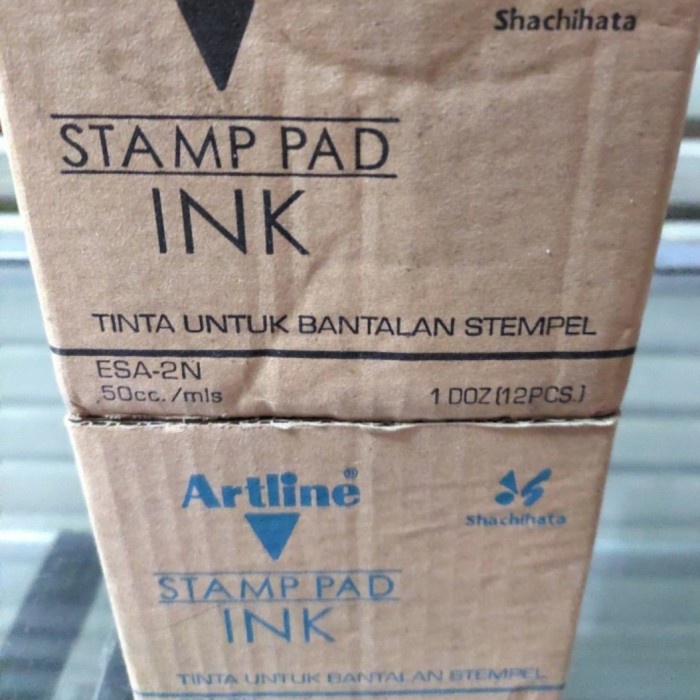 Shachihata
STAMP PAD
INK
TINTA UNTUK BANTALAN STEMPEL
ESA-2N
50cc./mls 1 DOZ (12PCS.)
Artline®
Shachihata
STAMP PAD
INK
TINTA UNTUK BANTALAN STEMPEL